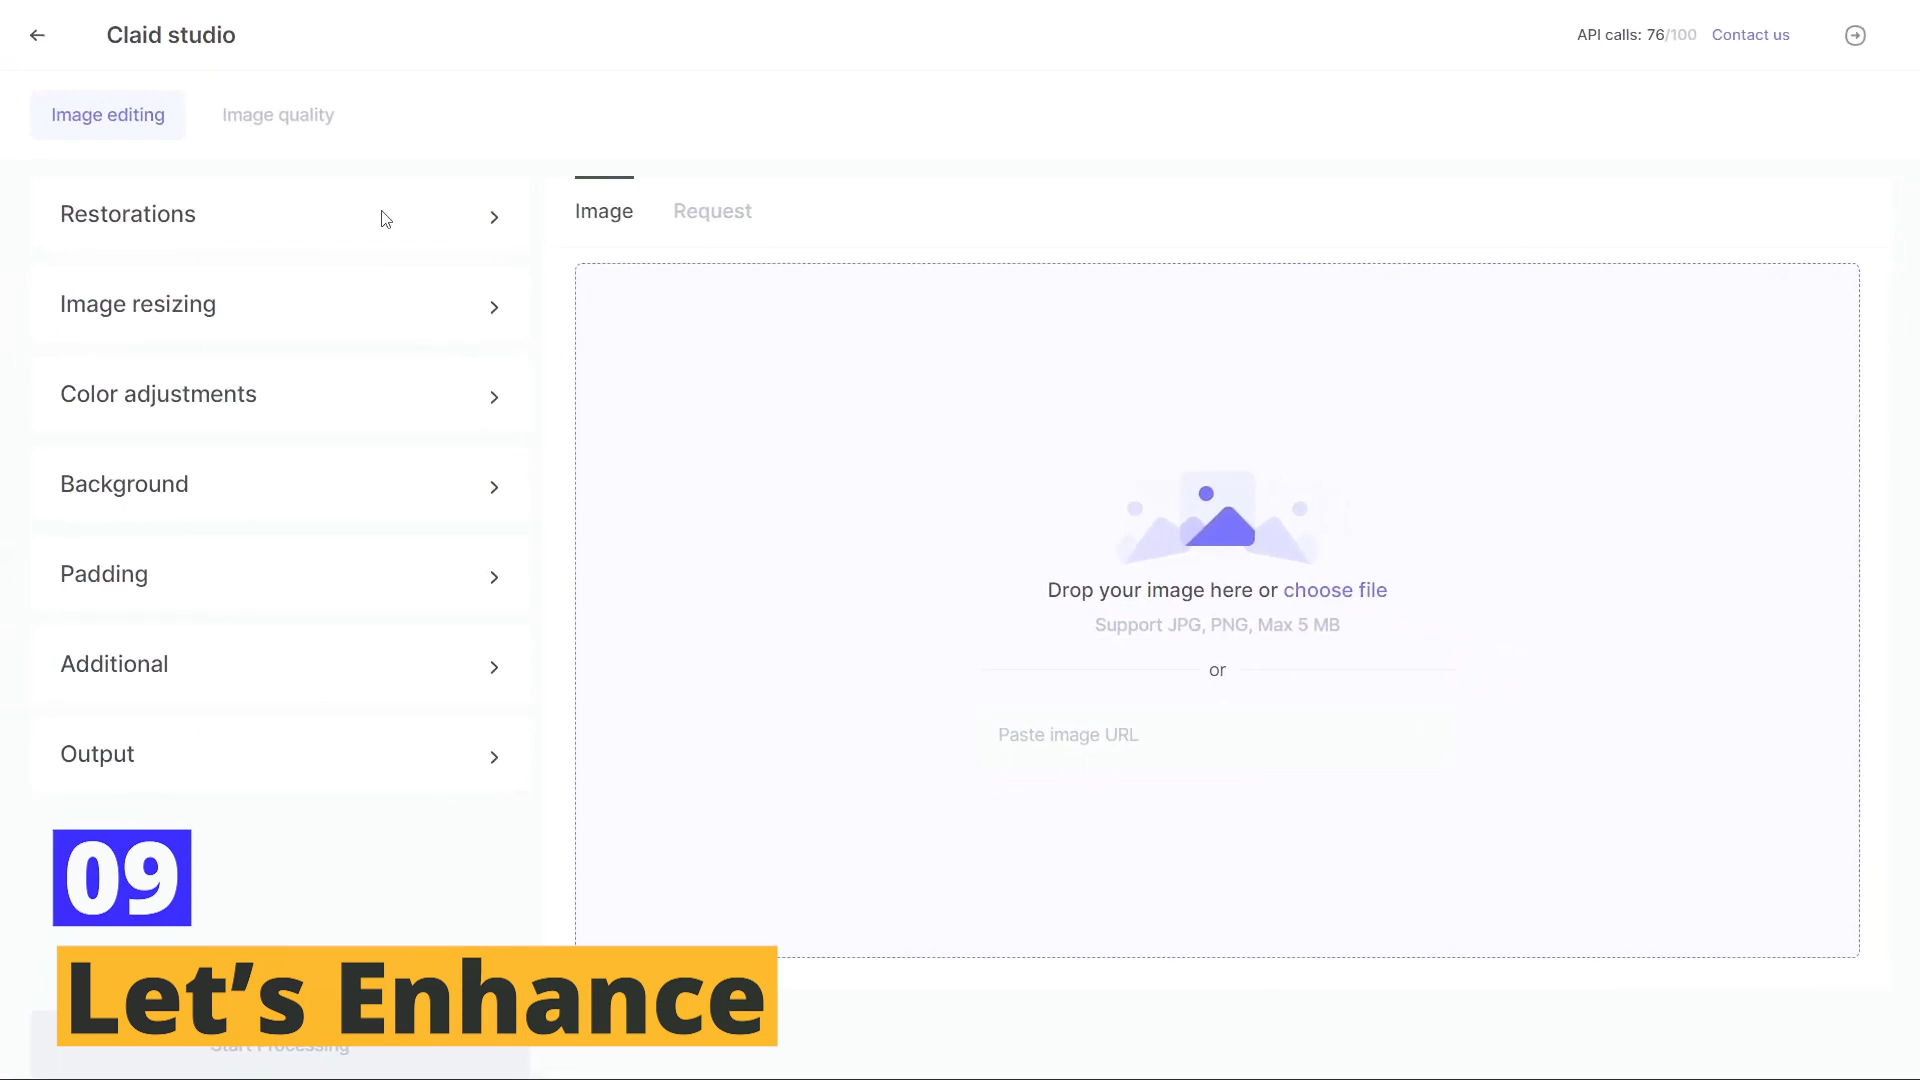 Claid studio
API calls: 76/100 Contact us
Image editing
Image quality
Restorations
Image resizing
Color adjustments
Background
Padding
Additional
Output
Image
Request
Drop your image here or choose file
Support JPG, PNG, Max 5 MB
or
Paste image URL
09
Let’s Enhance
Start Processing